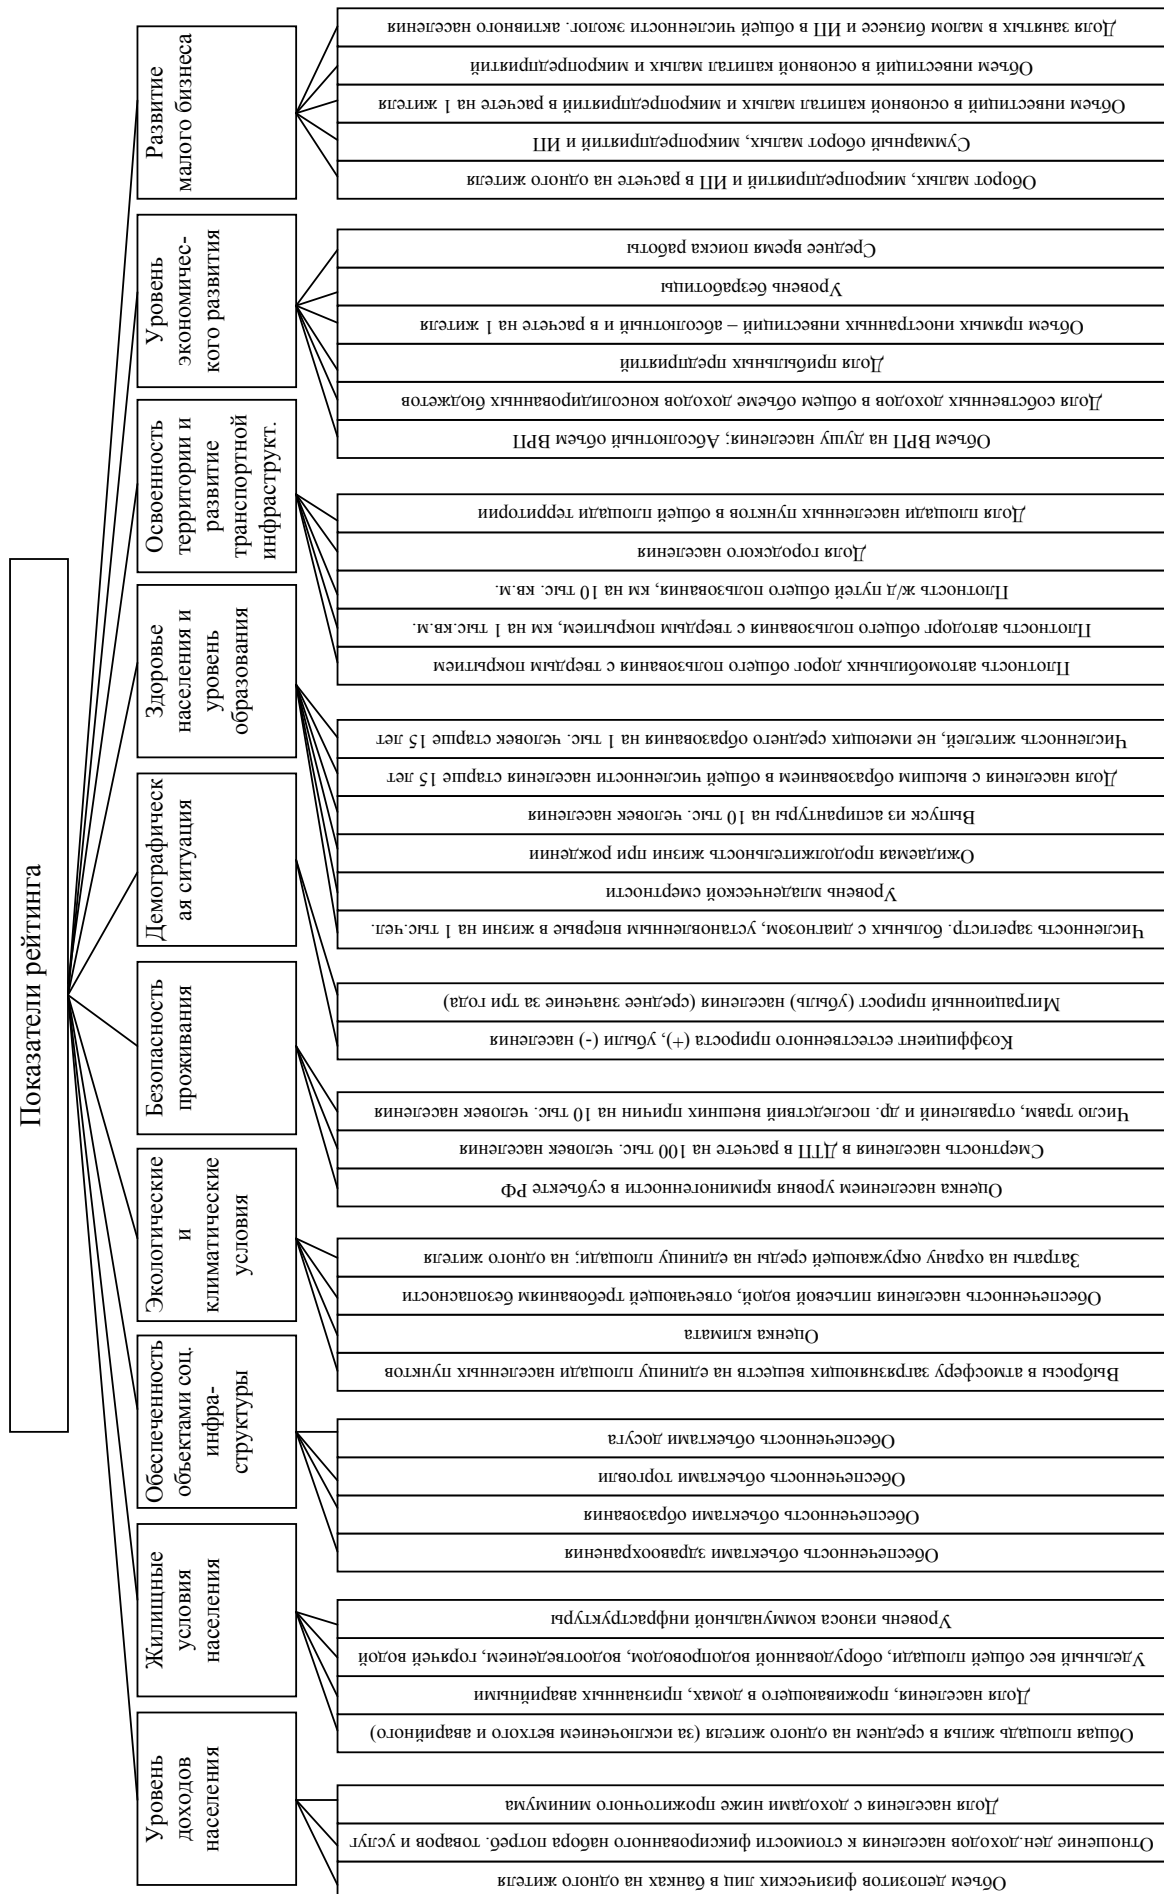 Показатели рейтинга
Уровень
доходов
населения
Жилищные
условия
населения
Обеспеченность
объектами соц.
инфра-
структуры
Экологические
и
климатические
условия
Безопасность
проживания
Демографическ
ая ситуация
Здоровье
населения и
уровень
образования
Освоенность
территории и
развитие
транспортной
инфраструкт.
Уровень
экономичес-
кого развития
Развитие
малого бизнеса
Объем депозитов физических лиц в банках на одного жителя
Отношение ден.доходов населения к стоимости фиксированного набора потреб. товаров и услуг
Доля населения с доходами ниже прожиточного минимума
Общая площадь жилья в среднем на одного жителя (за исключением ветхого и аварийного)
Доля населения, проживающего в домах, признанных аварийными
Удельный вес общей площади, оборудованной водопроводом, водоотведением, горячей водой
Уровень износа коммунальной инфраструктуры
Обеспеченность объектами здравоохранения
Обеспеченность объектами образования
Обеспеченность объектами торговли
Обеспеченность объектами досуга
Выбросы в атмосферу загрязняющих веществ на единицу площади населенных пунктов
Оценка климата
Обеспеченность населения питьевой водой, отвечающей требованиям безопасности
Затраты на охрану окружающей среды на единицу площади; на одного жителя
Оценка населением уровня криминогенности в субъекте РФ
Смертность населения в ДТП в расчете на 100 тыс. человек населения
Число травм, отравлений и др. последствий внешних причин на 10 тыс. человек населения
Коэффициент естественного прироста (+), убыли (-) населения
Миграционный прирост (убыль) населения (среднее значение за три года)
Численность зарегистр. больных с диагнозом, установленным впервые в жизни на 1 тыс.чел.
Уровень младенческой смертности
Ожидаемая продолжительность жизни при рождении
Выпуск из аспирантуры на 10 тыс. человек населения
Доля населения с высшим образованием в общей численности населения старше 15 лет
Численность жителей, не имеющих среднего образования на 1 тыс. человек старше 15 лет
Плотность автомобильных дорог общего пользования с твердым покрытием
Плотность автодорг общего пользования с твердым покрытием, км на 1 тыс.кв.м.
Плотность ж/д путей общего пользования, км на 10 тыс. кв.м.
Доля городского населения
Доля площади населенных пунктов в общей площади территории
Объем ВРП на душу населения; Абсолютный объем ВРП
Доля собственных доходов в общем объеме доходов консолидированных бюджетов
Доля прибыльных предприятий
Объем прямых иностранных инвестиций – абсолютный и в расчете на 1 жителя
Уровень безработицы
Среднее время поиска работы
Оборот малых, микропредприятий и ИП в расчете на одного жителя
Суммарный оборот малых, микропредприятий и ИП
Объем инвестиций в основной капитал малых и микропредприятий в расчете на 1 жителя
Объем инвестиций в основной капитал малых и микропредприятий
Доля занятых в малом бизнесе и ИП в общей численности эколог. активного населения